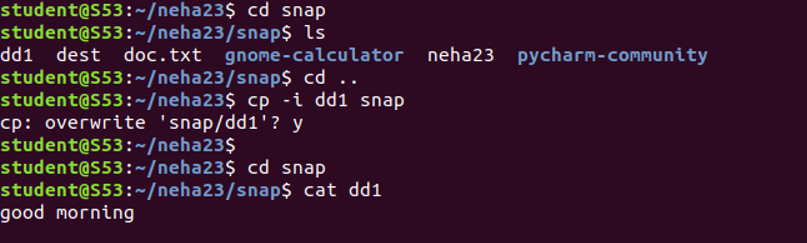 student@S53:~/neha23$ cd snap
student@S53:~/neha23/snap$ ls
dd1  dest  doc.txt  gnome-calculator  neha23  pycharm-community
student@S53:~/neha23/snap$ cd ..
student@S53:~/neha23$ cp -i dd1 snap
cp: overwrite 'snap/dd1'? y
student@S53:~/neha23$
student@S53:~/neha23$ cd snap
student@S53:~/neha23/snap$ cat dd1
good morning